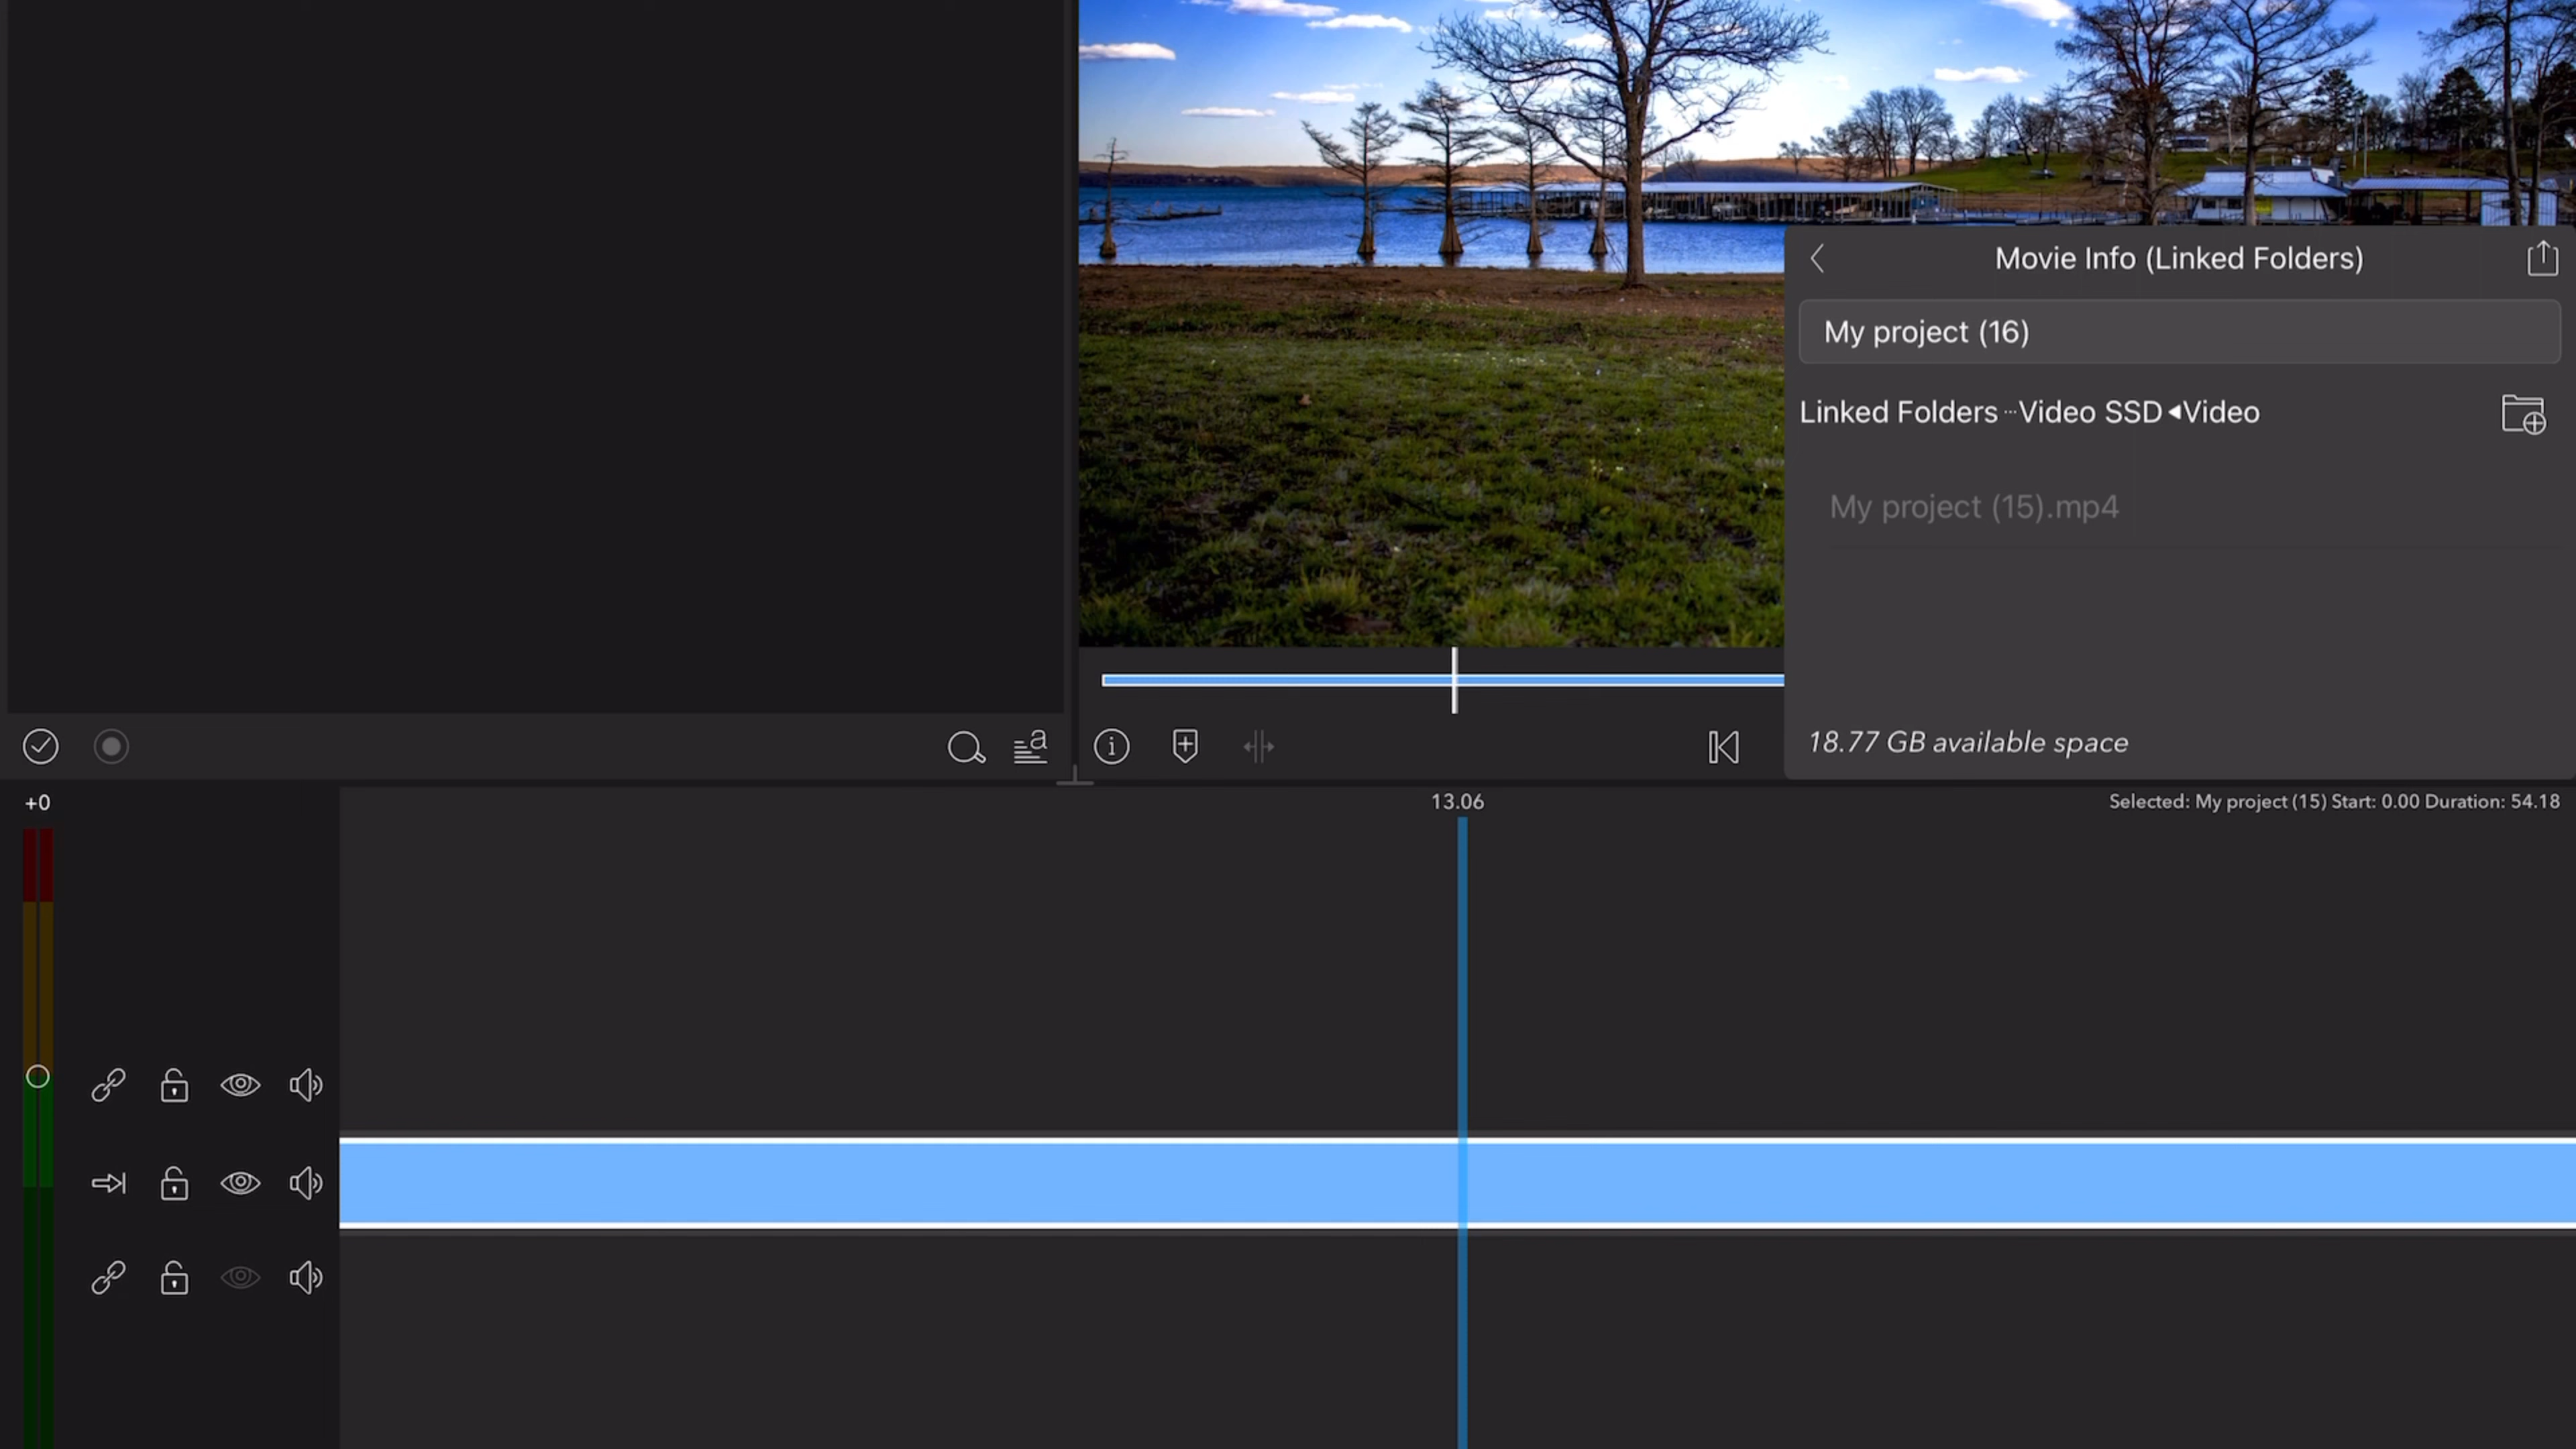 Movie Info (Linked Folders)
My project (16)
Linked Folders ··· Video SSD ◂ Video
My project (15).mp4
18.77 GB available space
+0
13.06
Selected: My project (15) Start: 0.00 Duration: 54.18